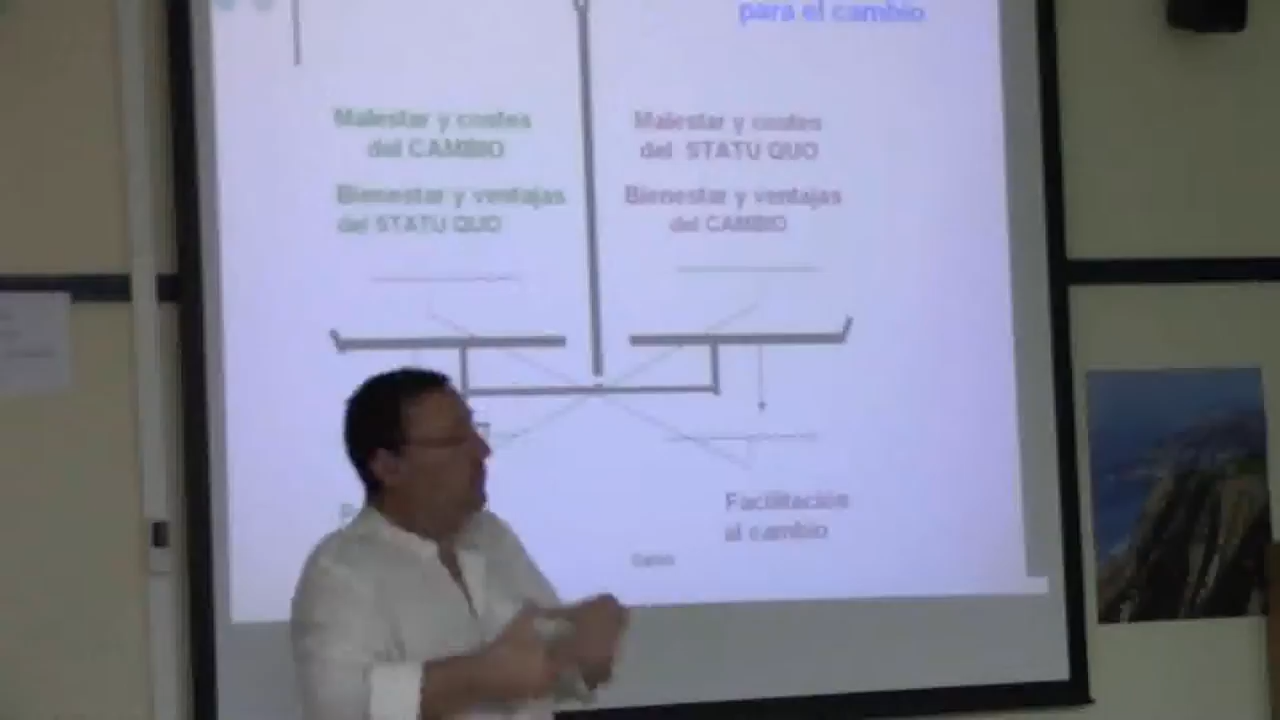 para el cambio
Malestar y costes
del CAMBIO
Malestar y costes
del STATU QUO
Bienestar y ventajas
del STATU QUO
Bienestar y ventajas
del CAMBIO
Facilitación
al cambio